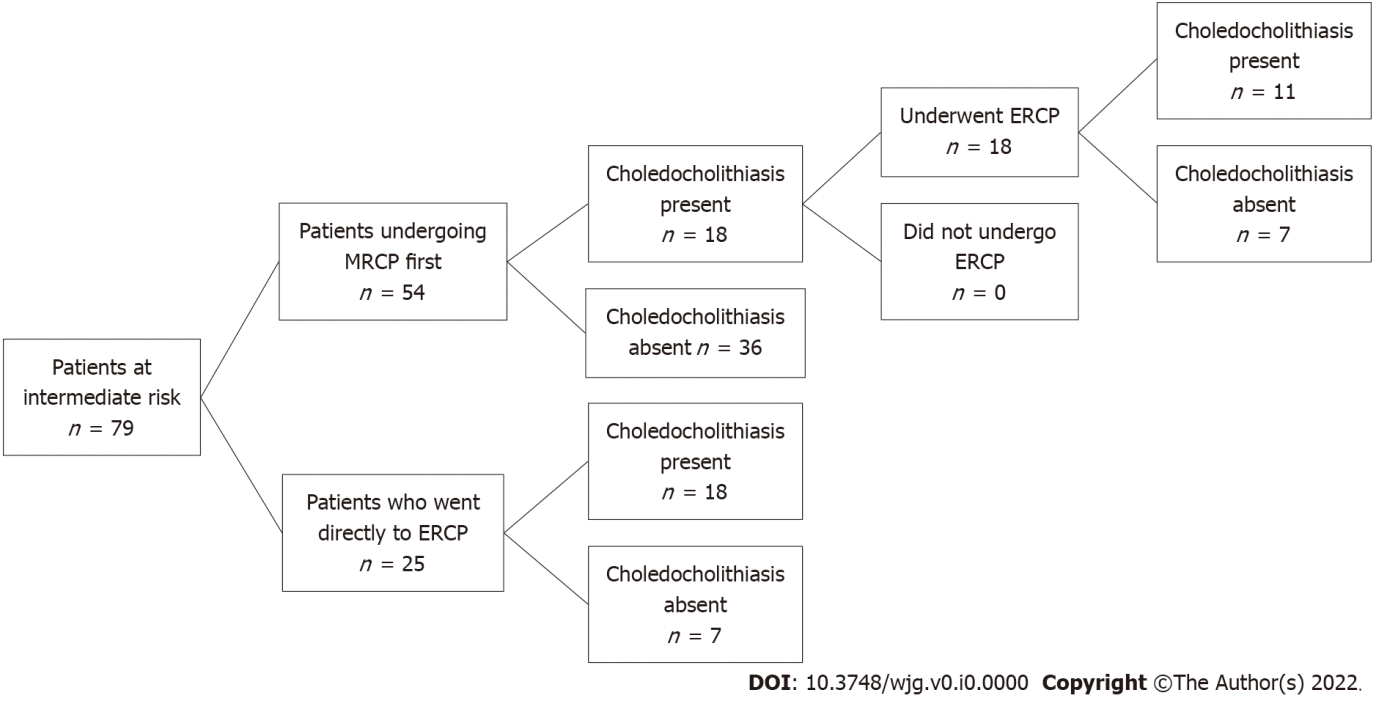 Patients at
intermediate risk
n = 79
Patients undergoing
MRCP first
n = 54
Patients who went
directly to ERCP
n = 25
Choledocholithiasis
present
n = 18
Choledocholithiasis
absent n = 36
Choledocholithiasis
present
n = 18
Choledocholithiasis
absent
n = 7
Underwent ERCP
n = 18
Did not undergo
ERCP
n = 0
Choledocholithiasis
present
n = 11
Choledocholithiasis
absent
n = 7
DOI: 10.3748/wjg.v0.i0.0000 Copyright ©The Author(s) 2022.